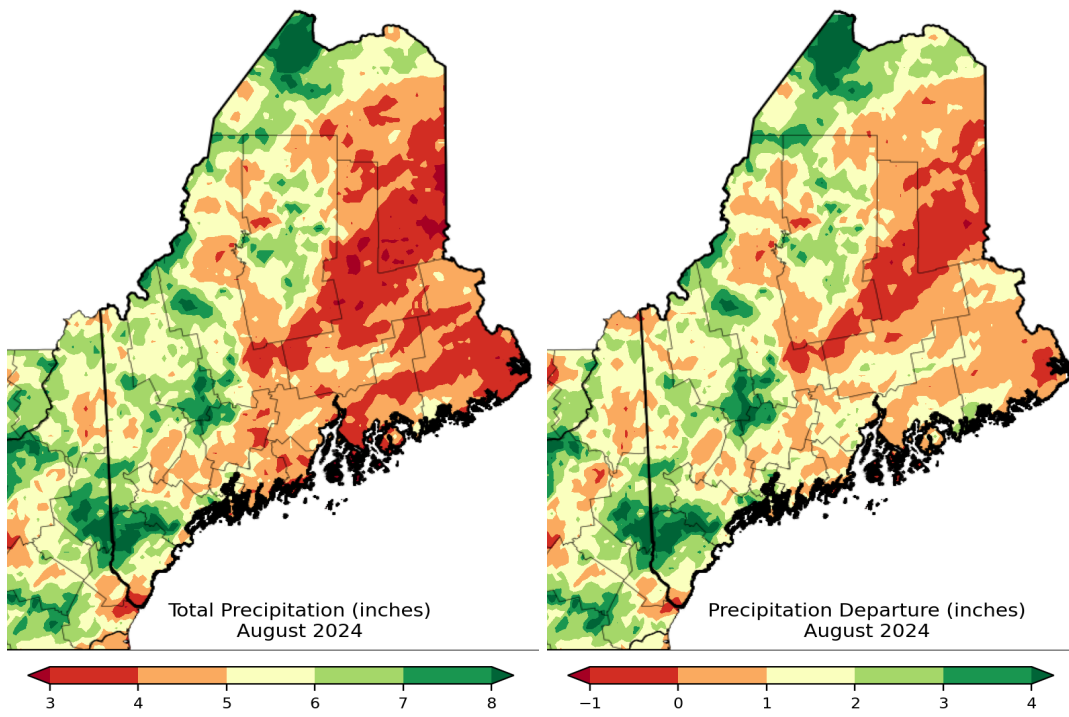 Total Precipitation (inches)
August 2024
3 4 5 6 7 8
Precipitation Departure (inches)
August 2024
−1 0 1 2 3 4